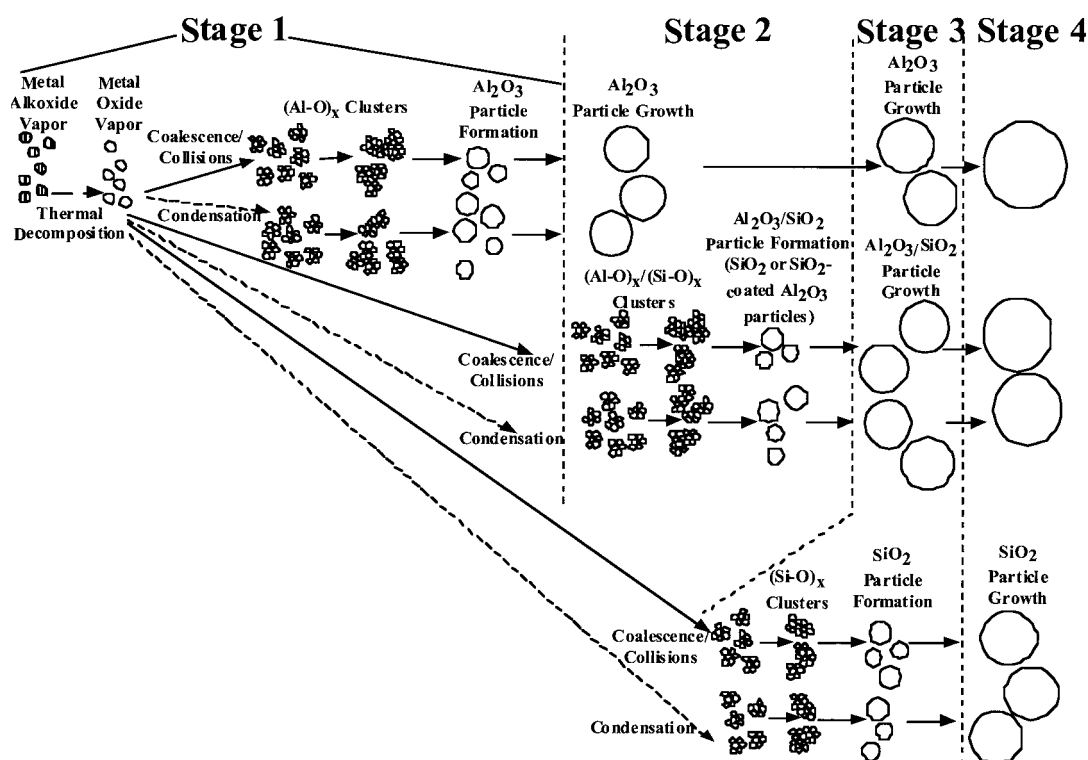 Stage 1
Stage 2
Stage 3
Stage 4
Metal
Alkoxide
Vapor
Metal
Oxide
Vapor
Thermal
Decomposition
Coalescence/
Collisions
Condensation
(Al-O)x Clusters
Al2O3
Particle
Formation
Al2O3
Particle Growth
Al2O3
Particle
Growth
(Al-O)x/(Si-O)x
Clusters
Al2O3/SiO2
Particle Formation
(SiO2 or SiO2-
coated Al2O3
particles)
Al2O3/SiO2
Particle
Growth
Coalescence/
Collisions
Condensation
(Si-O)x
Clusters
SiO2
Particle
Formation
SiO2
Particle
Growth
Coalescence/
Collisions
Condensation